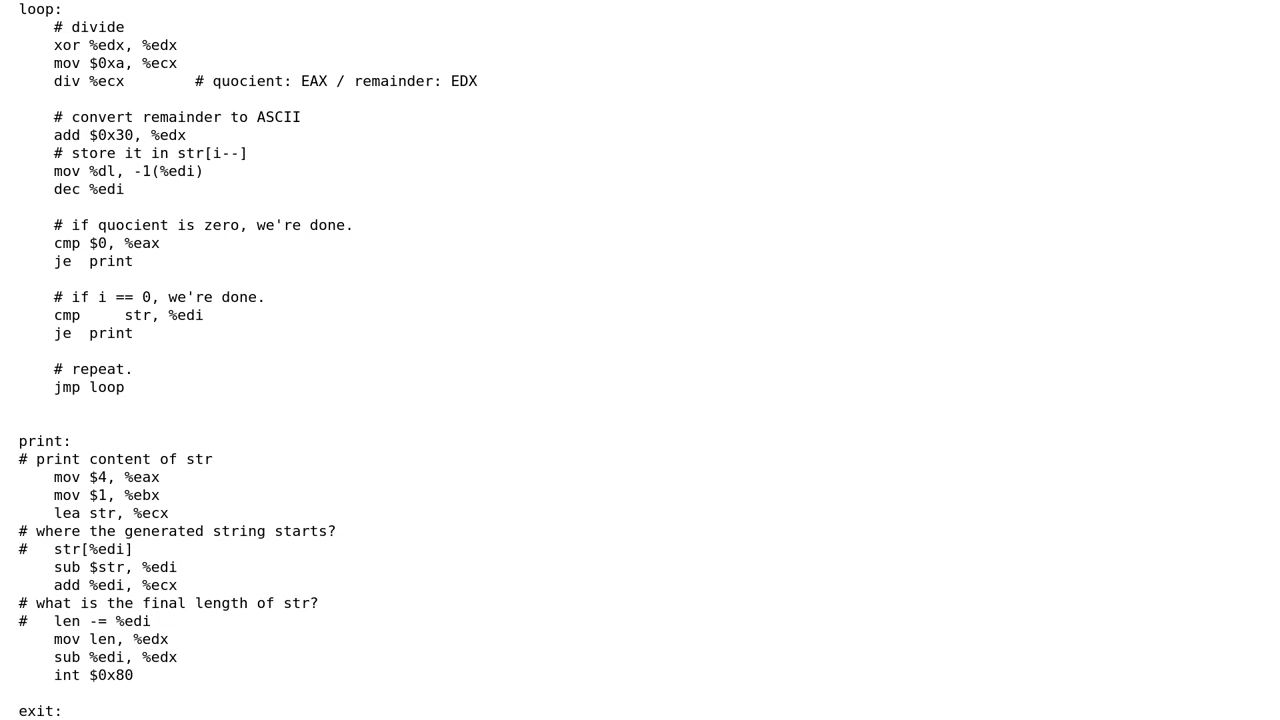 loop:
    # divide
    xor %edx, %edx
    mov $0xa, %ecx
    div %ecx        # quocient: EAX / remainder: EDX

    # convert remainder to ASCII
    add $0x30, %edx
    # store it in str[i--]
    mov %dl, -1(%edi)
    dec %edi

    # if quocient is zero, we're done.
    cmp $0, %eax
    je  print

    # if i == 0, we're done.
    cmp     str, %edi
    je  print

    # repeat.
    jmp loop


print:
# print content of str
    mov $4, %eax
    mov $1, %ebx
    lea str, %ecx
# where the generated string starts?
#   str[%edi]
    sub $str, %edi
    add %edi, %ecx
# what is the final length of str?
#   len -= %edi
    mov len, %edx
    sub %edi, %edx
    int $0x80

exit: